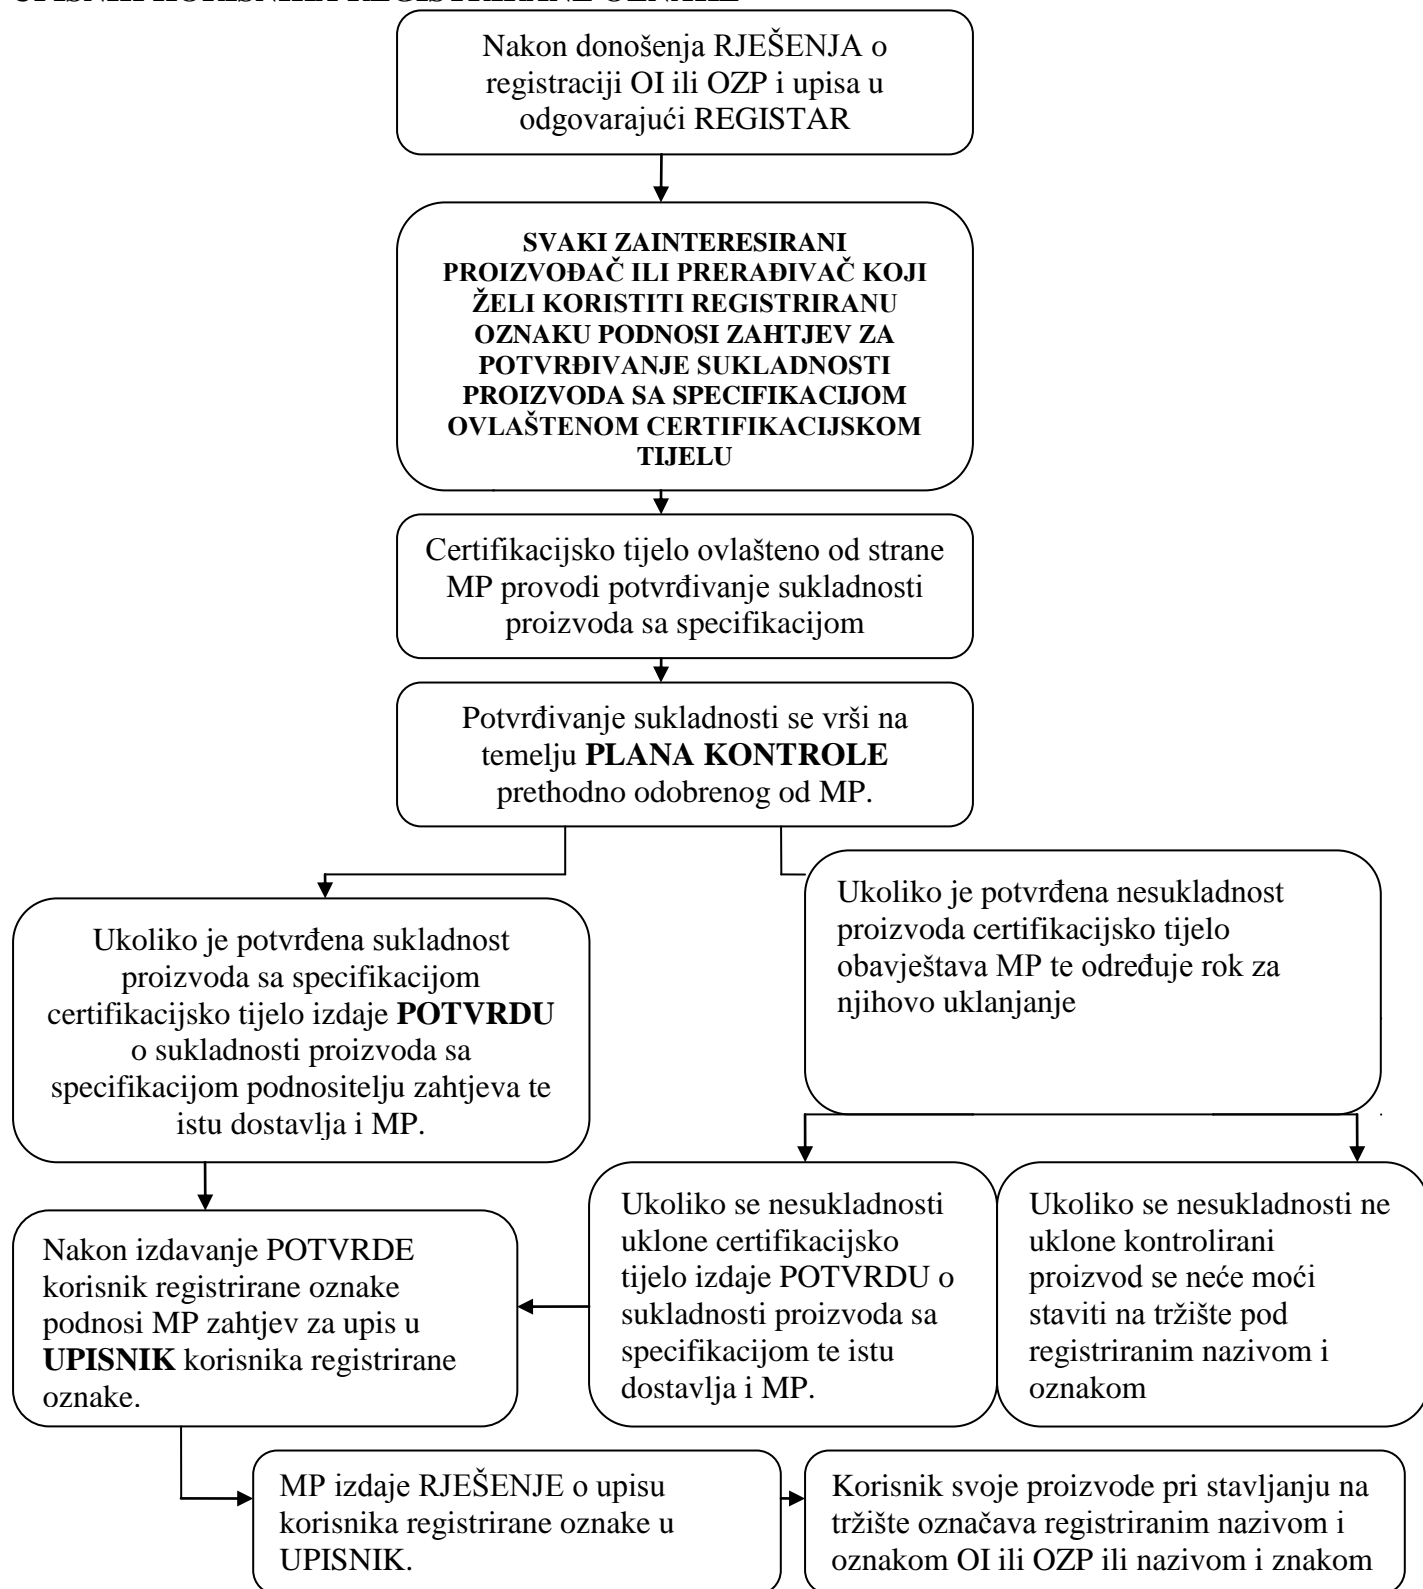 UPISNIK KORISNIKA REGISTRIRANE OZNAKE
Nakon donošenja RJEŠENJA o
registraciji OI ili OZP i upisa u
odgovarajući REGISTAR
SVAKI ZAINTERESIRANI
PROIZVOĐAČ ILI PRERAĐIVAČ KOJI
ŽELI KORISTITI REGISTRIRANU
OZNAKU PODNOSI ZAHTJEV ZA
POTVRĐIVANJE SUKLADNOSTI
PROIZVODA SA SPECIFIKACIJOM
OVLAŠTENOM CERTIFIKACIJSKOM
TIJELU
Certifikacijsko tijelo ovlašteno od strane
MP provodi potvrđivanje sukladnosti
proizvoda sa specifikacijom
Potvrđivanje sukladnosti se vrši na
temelju PLANA KONTROLE
prethodno odobrenog od MP.
Ukoliko je potvrđena sukladnost
proizvoda sa specifikacijom
certifikacijsko tijelo izdaje POTVRDU
o sukladnosti proizvoda sa
specifikacijom podnositelju zahtjeva te
istu dostavlja i MP.
Ukoliko je potvrđena nesukladnost
proizvoda certifikacijsko tijelo
obavještava MP te određuje rok za
njihovo uklanjanje
Nakon izdavanje POTVRDE
korisnik registrirane oznake
podnosi MP zahtjev za upis u
UPISNIK korisnika registrirane
oznake.
Ukoliko se nesukladnosti
uklone certifikacijsko
tijelo izdaje POTVRDU o
sukladnosti proizvoda sa
specifikacijom te istu
dostavlja i MP.
Ukoliko se nesukladnosti ne
uklone kontrolirani
proizvod se neće moći
staviti na tržište pod
registriranim nazivom i
oznakom
MP izdaje RJEŠENJE o upisu
korisnika registrirane oznake u
UPISNIK.
Korisnik svoje proizvode pri stavljanju na
tržište označava registriranim nazivom i
oznakom OI ili OZP ili nazivom i znakom